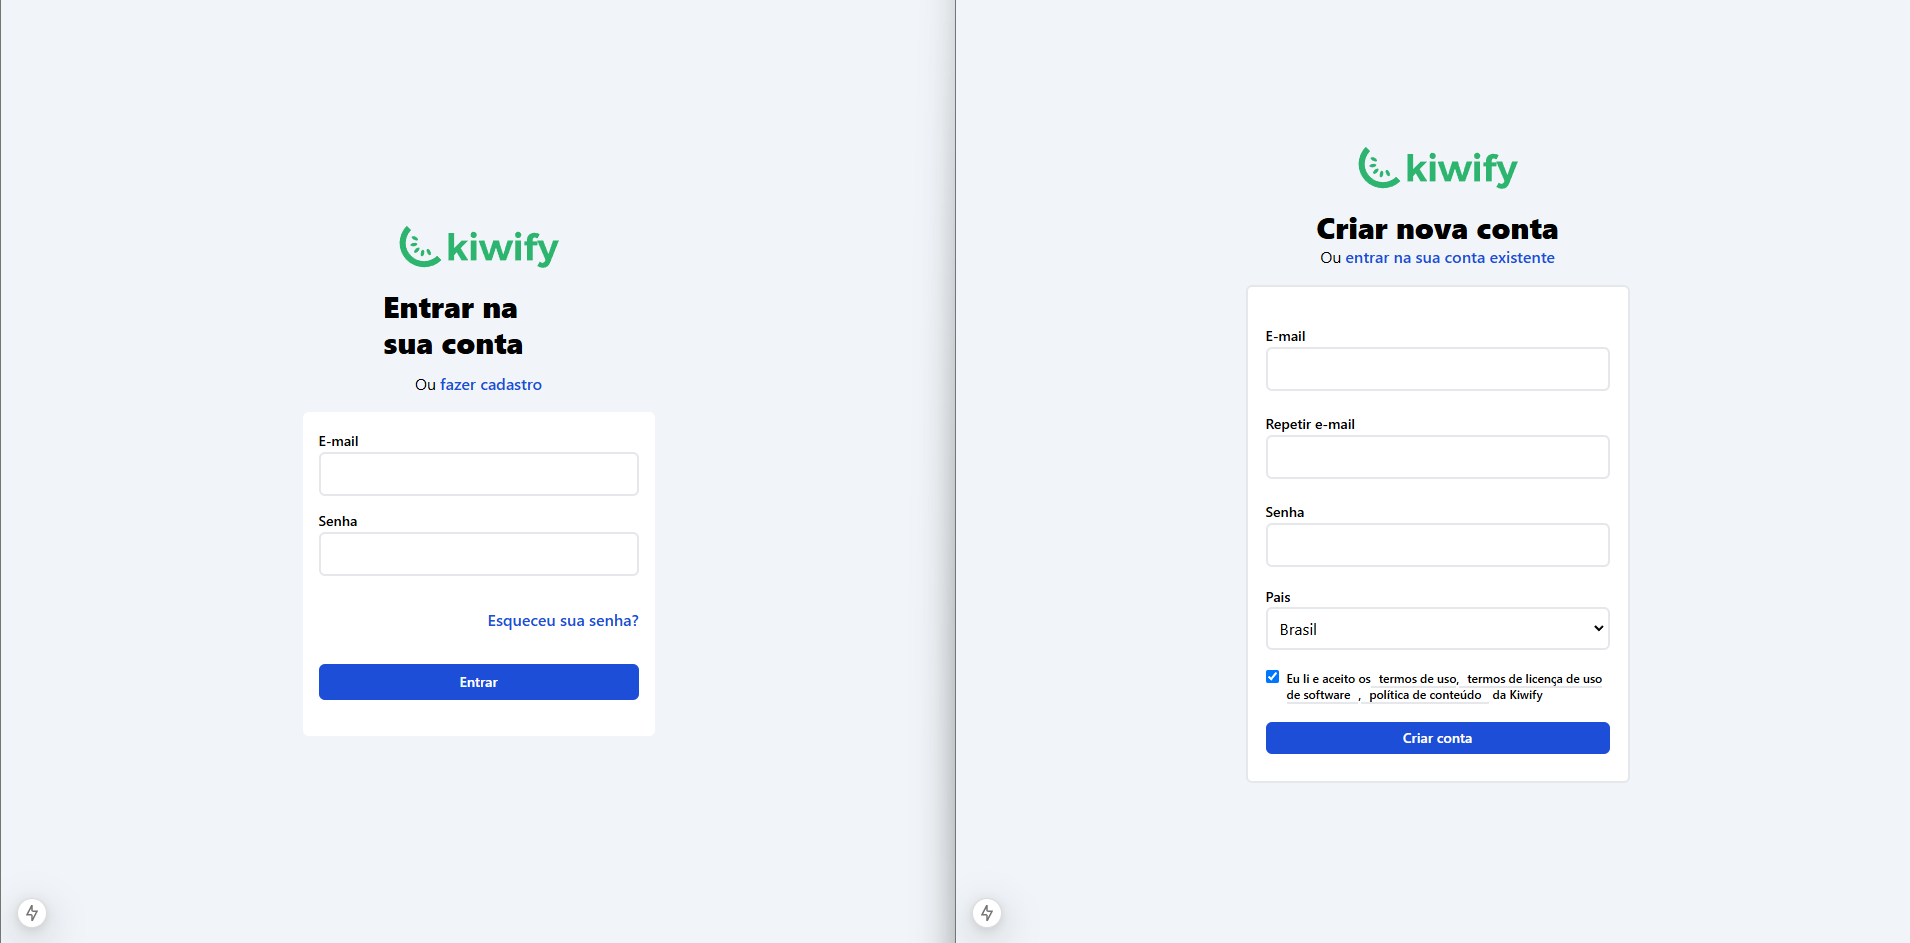 kiwify
Entrar na
sua conta
Ou fazer cadastro
E-mail
Senha
Esqueceu sua senha?
Entrar
kiwify
Criar nova conta
Ou entrar na sua conta existente
E-mail
Repetir e-mail
Senha
Pais
Brasil
Eu li e aceito os termos de uso, termos de licença de uso
de software , política de conteúdo da Kiwify
Criar conta